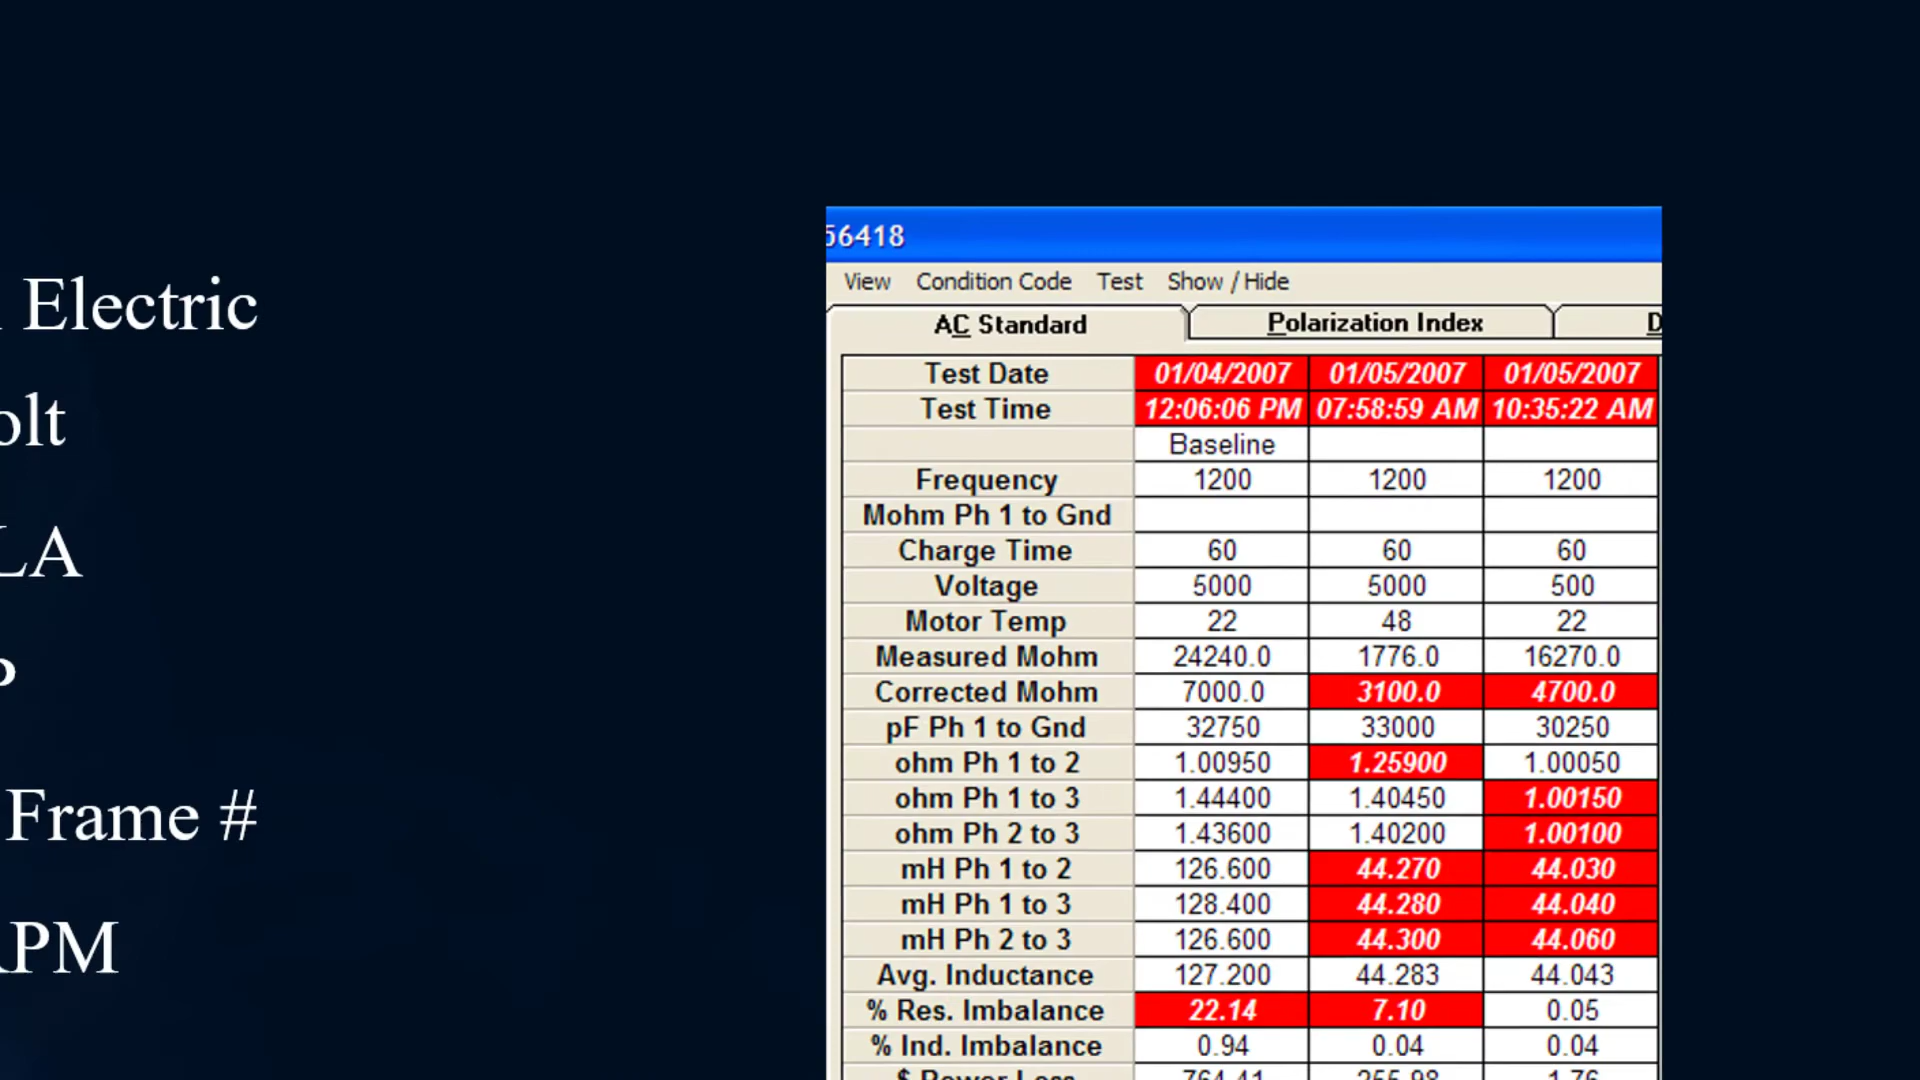 Electric
olt
LA
P
Frame #
RPM
56418
View Condition Code Test Show / Hide
AC Standard Polarization Index D
Test Date 01/04/2007 01/05/2007 01/05/2007
Test Time 12:06:06 PM 07:58:59 AM 10:35:22 AM
Baseline
Frequency 1200 1200 1200
Mohm Ph 1 to Gnd
Charge Time 60 60 60
Voltage 5000 5000 500
Motor Temp 22 48 22
Measured Mohm 24240.0 1776.0 16270.0
Corrected Mohm 7000.0 3100.0 4700.0
pF Ph 1 to Gnd 32750 33000 30250
ohm Ph 1 to 2 1.00950 1.25900 1.00050
ohm Ph 1 to 3 1.44400 1.40450 1.00150
ohm Ph 2 to 3 1.43600 1.40200 1.00100
mH Ph 1 to 2 126.600 44.270 44.030
mH Ph 1 to 3 128.400 44.280 44.040
mH Ph 2 to 3 126.600 44.300 44.060
Avg. Inductance 127.200 44.283 44.043
% Res. Imbalance 22.14 7.10 0.05
% Ind. Imbalance 0.94 0.04 0.04
$ Power Loss 764.41 255.98 1.76